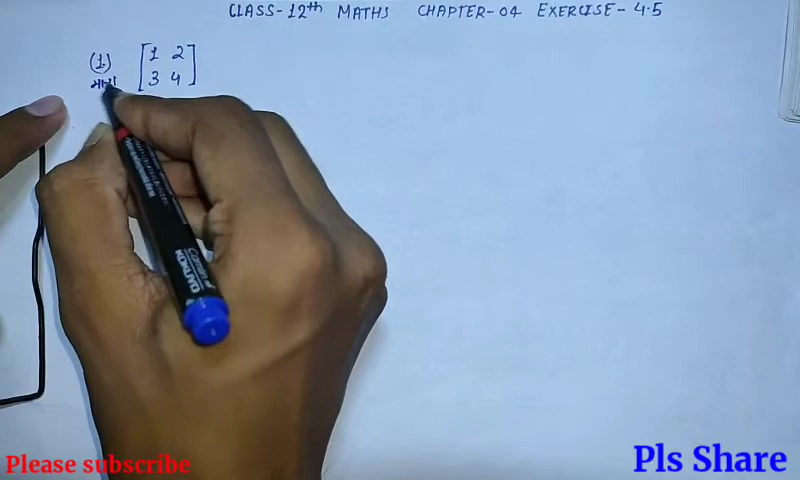 CLASS-12th MATHS CHAPTER-04 EXERCISE-4.5
(1.) [1 2
3 4]
माना
Please subscribe
Pls Share